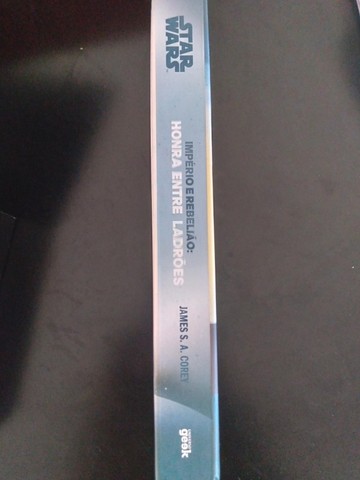 STAR
WARS
IMPÉRIO E REBELIÃO:
HONRA ENTRE LADRÕES
JAMES S. A. COREY
geek